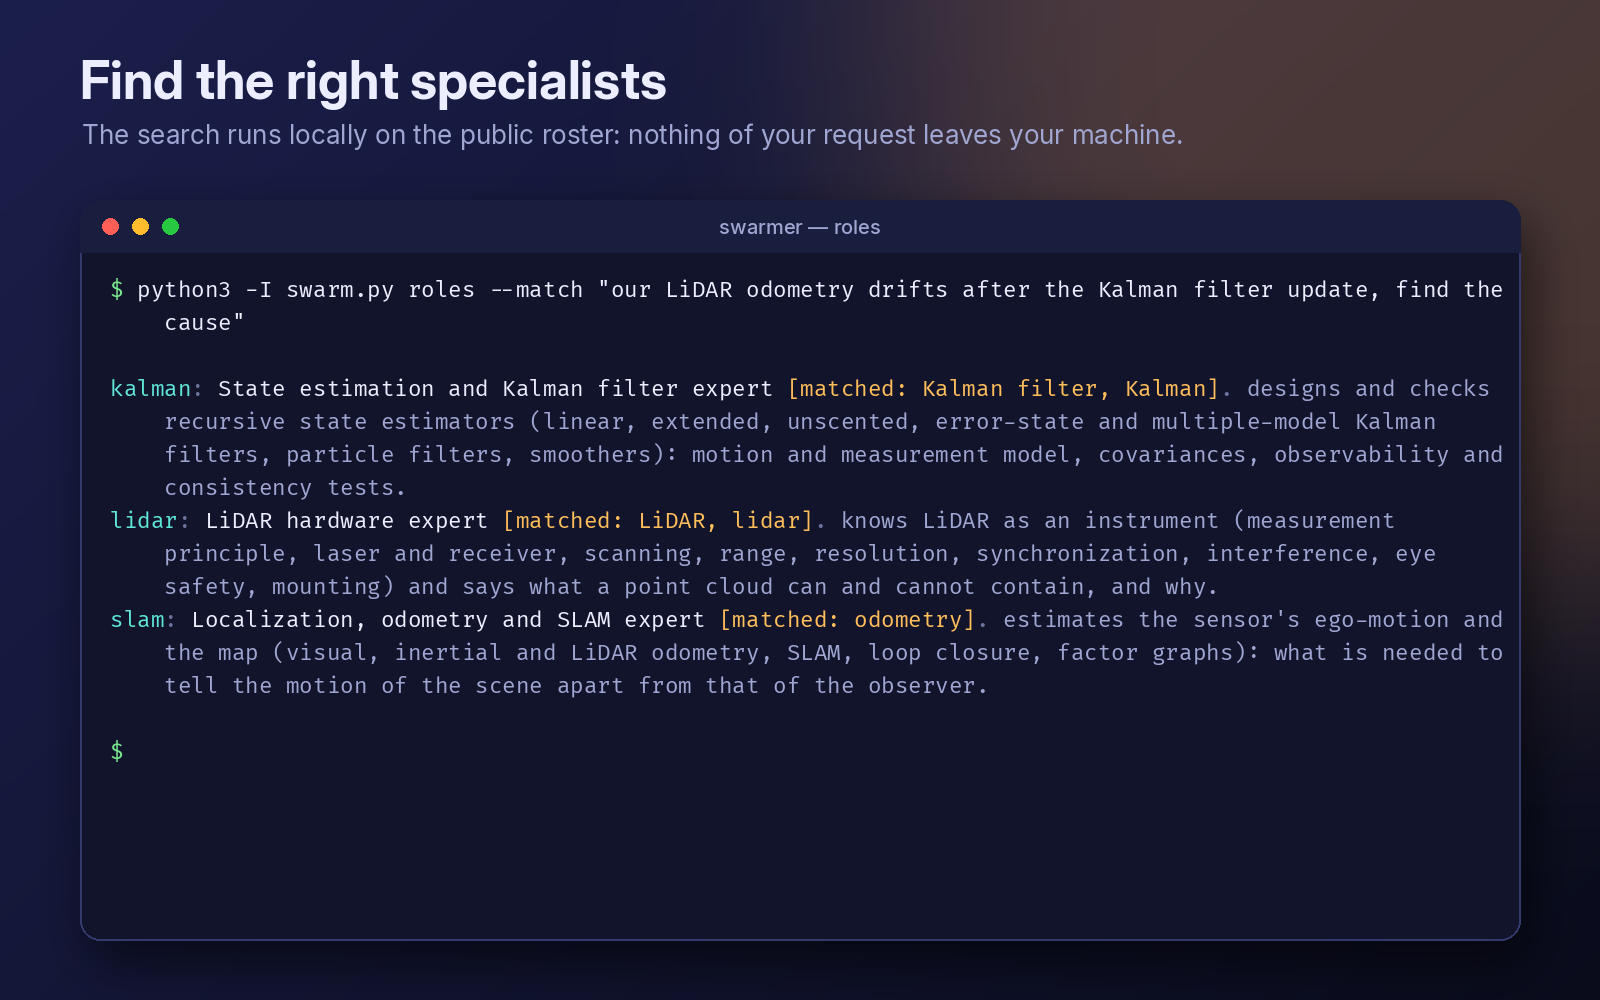 Find the right specialists
The search runs locally on the public roster: nothing of your request leaves your machine.
swarmer — roles
$ python3 -I swarm.py roles --match "our LiDAR odometry drifts after the Kalman filter update, find the
cause"
kalman: State estimation and Kalman filter expert [matched: Kalman filter, Kalman]. designs and checks
recursive state estimators (linear, extended, unscented, error-state and multiple-model Kalman
filters, particle filters, smoothers): motion and measurement model, covariances, observability and
consistency tests.
lidar: LiDAR hardware expert [matched: LiDAR, lidar]. knows LiDAR as an instrument (measurement
principle, laser and receiver, scanning, range, resolution, synchronization, interference, eye
safety, mounting) and says what a point cloud can and cannot contain, and why.
slam: Localization, odometry and SLAM expert [matched: odometry]. estimates the sensor's ego-motion and
the map (visual, inertial and LiDAR odometry, SLAM, loop closure, factor graphs): what is needed to
tell the motion of the scene apart from that of the observer.
$